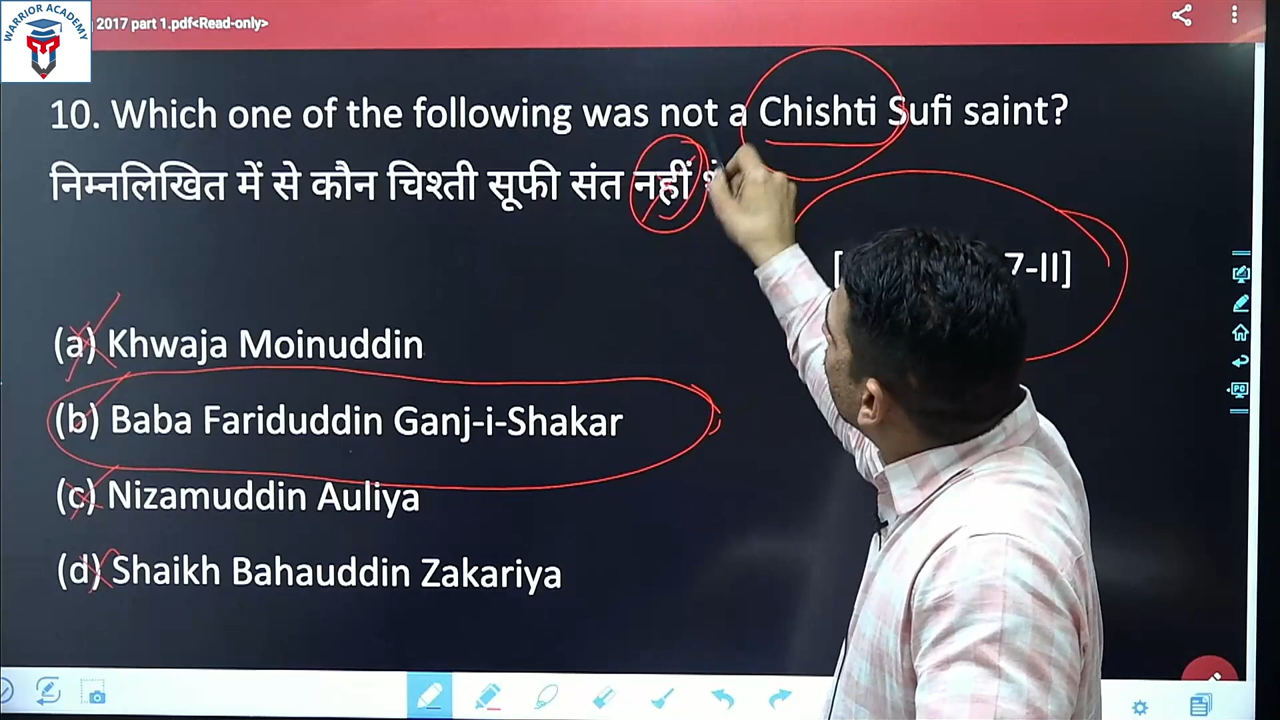 WARRIOR ACADEMY
2017 part 1.pdf<Read-only>
10. Which one of the following was not a Chishti Sufi saint?
निम्नलिखित में से कौन चिश्ती सूफी संत नहीं
[ 7-II]
(a) Khwaja Moinuddin
(b) Baba Fariduddin Ganj-i-Shakar
(c) Nizamuddin Auliya
(d) Shaikh Bahauddin Zakariya
PC